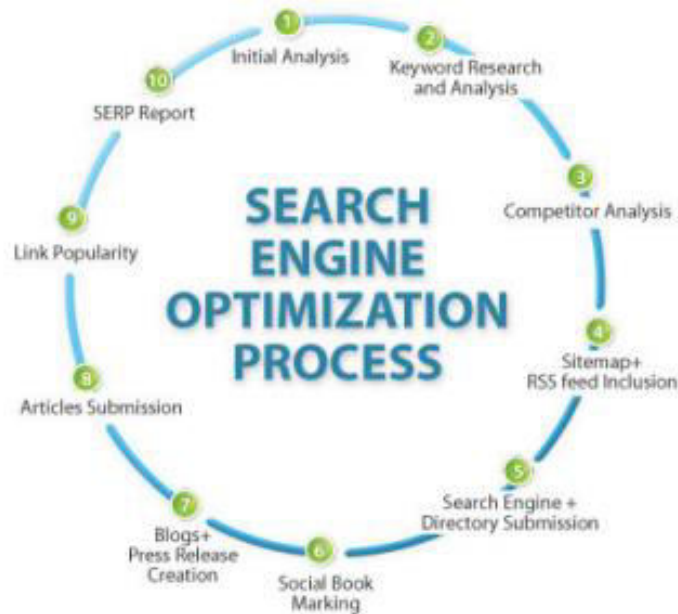 1
Initial Analysis
2
Keyword Research
and Analysis
3
Competitor Analysis
4
Sitemap+
RSS feed Inclusion
5
Search Engine +
Directory Submission
6
Social Book
Marking
7
Blogs+
Press Release
Creation
8
Articles Submission
9
Link Popularity
10
SERP Report
SEARCH
ENGINE
OPTIMIZATION
PROCESS